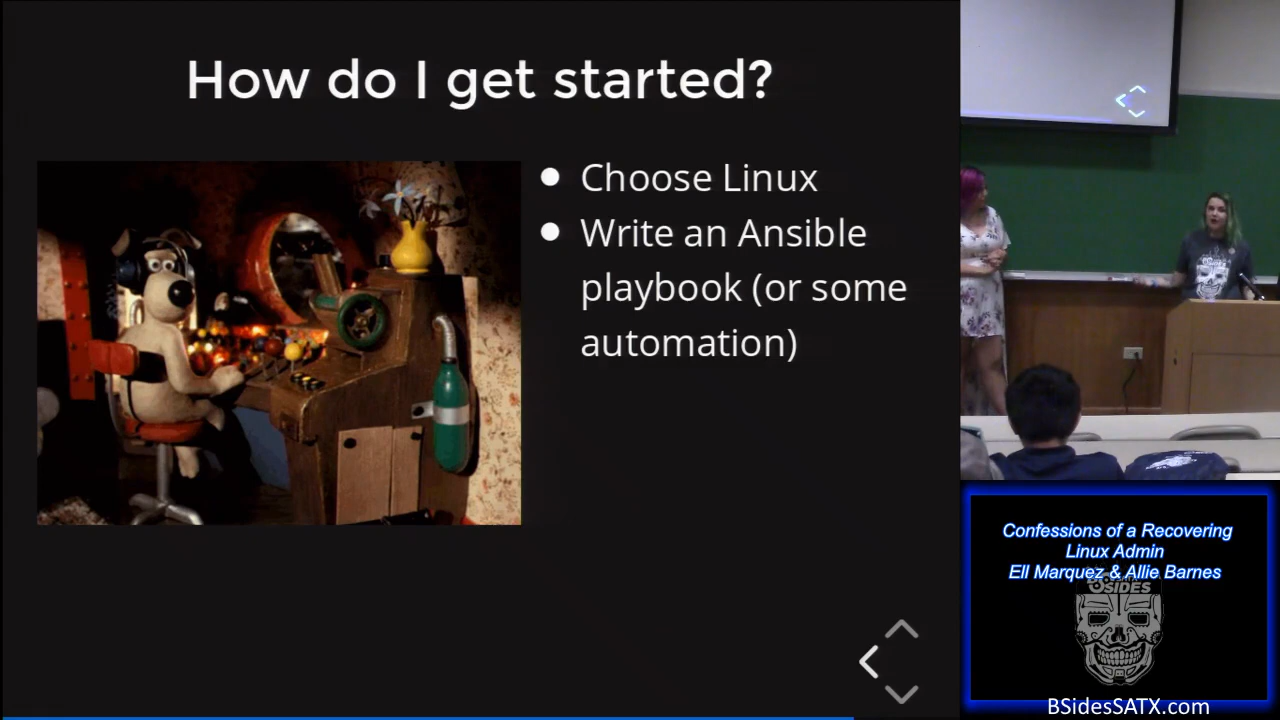 How do I get started?
Choose Linux
Write an Ansible
playbook (or some
automation)
Confessions of a Recovering
Linux Admin
Ell Marquez & Allie Barnes
BSIDES
BSidesSATX.com